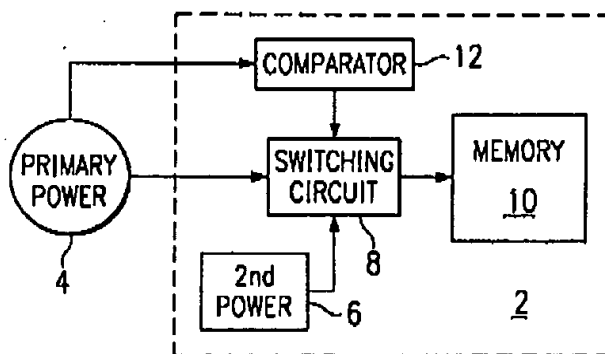 COMPARATOR
12
PRIMARY
POWER
4
SWITCHING
CIRCUIT
8
MEMORY
10
2nd
POWER
6
2